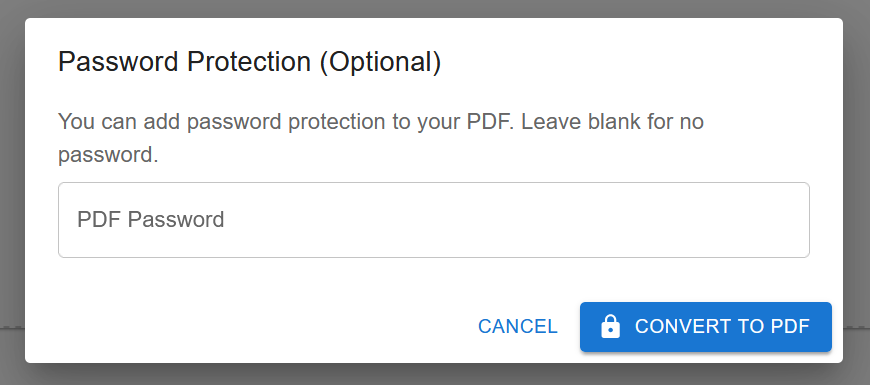 Password Protection (Optional)
You can add password protection to your PDF. Leave blank for no
password.
PDF Password
CANCEL
CONVERT TO PDF